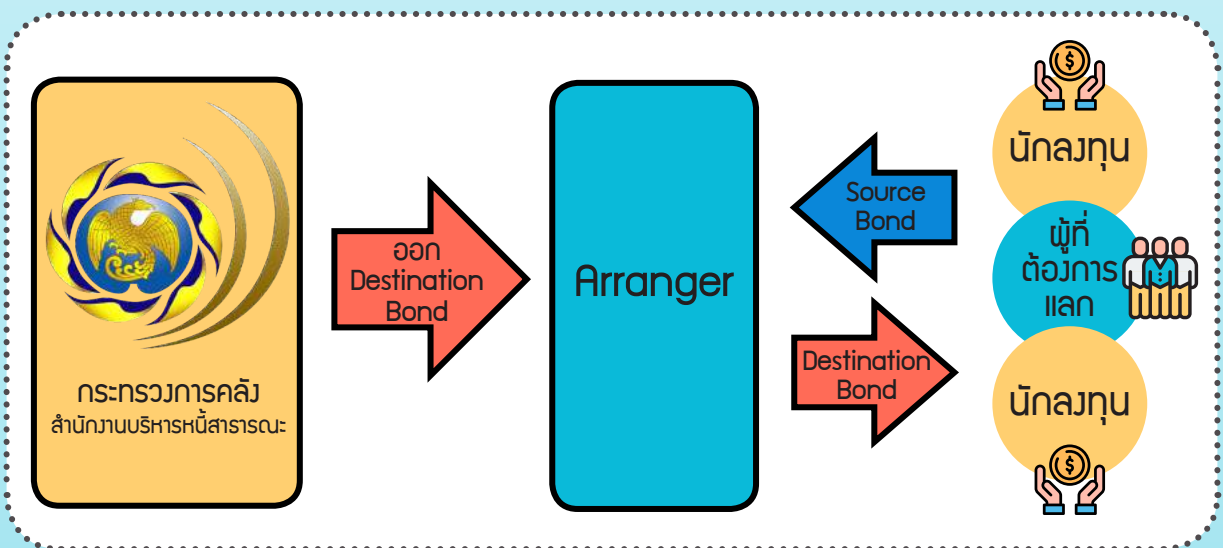 กระทรวงการคลัง
สำนักงานบริหารหนี้สาธารณะ
ออก
Destination
Bond
Arranger
Source
Bond
Destination
Bond
นักลงทุน
ผู้ที่
ต้องการ
แลก
นักลงทุน